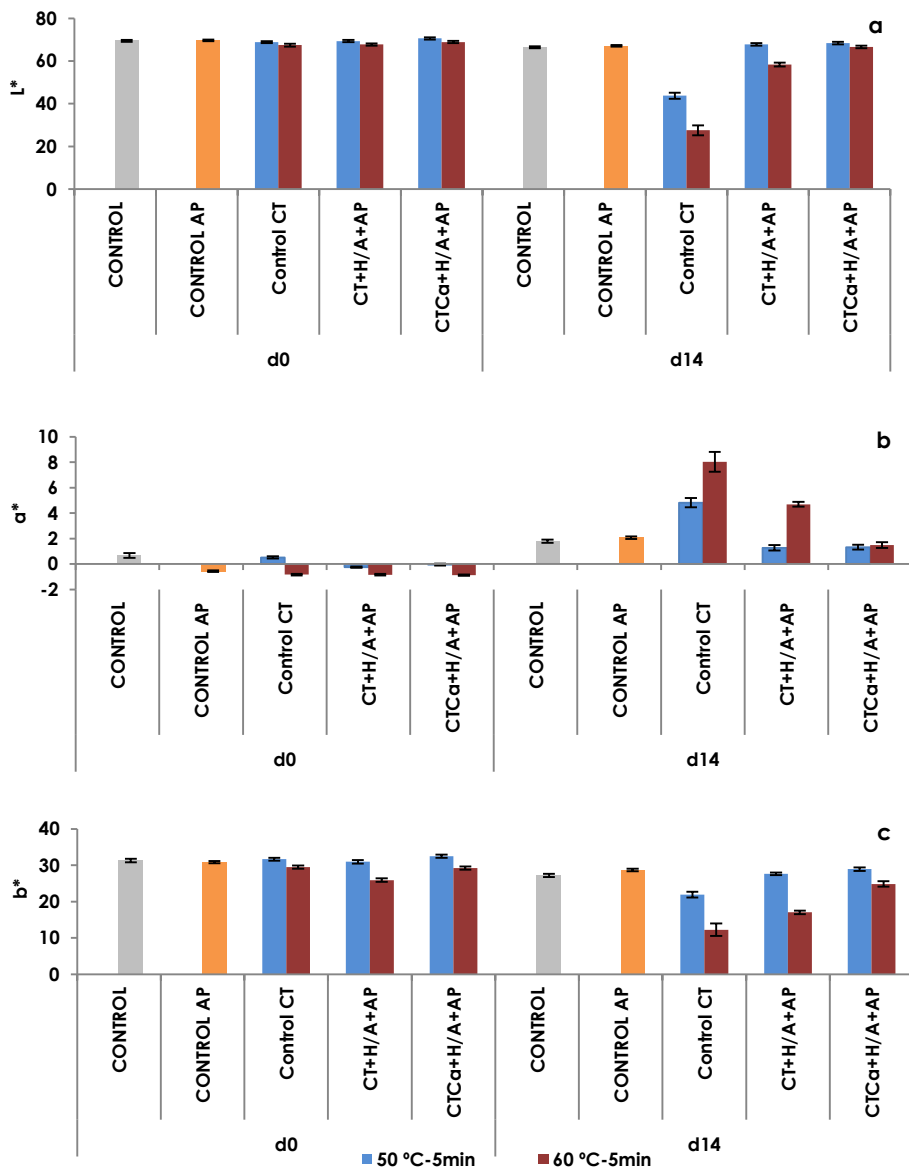 a
80
60
40
20
0
L*
CONTROL
CONTROL AP
Control CT
CT+H/A+AP
CTCa+H/A+AP
CONTROL
CONTROL AP
Control CT
CT+H/A+AP
CTCa+H/A+AP
d0 d14
b
10
8
6
4
2
0
-2
a*
CONTROL
CONTROL AP
Control CT
CT+H/A+AP
CTCa+H/A+AP
CONTROL
CONTROL AP
Control CT
CT+H/A+AP
CTCa+H/A+AP
d0 d14
c
40
30
20
10
0
b*
CONTROL
CONTROL AP
Control CT
CT+H/A+AP
CTCa+H/A+AP
CONTROL
CONTROL AP
Control CT
CT+H/A+AP
CTCa+H/A+AP
d0 d14
50 ºC-5min 60 ºC-5min